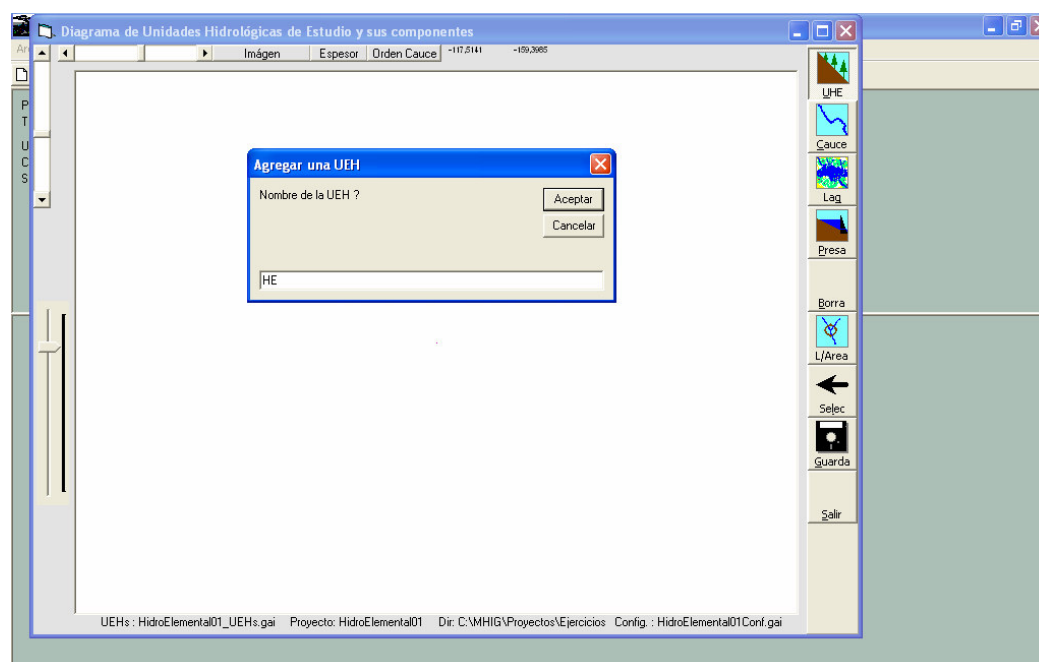 Diagrama de Unidades Hidrológicas de Estudio y sus componentes
Ar
Imágen Espesor Orden Cauce -117,5141 -159,3985
P
T
U
C
S
UHE
Cauce
Lag
Presa
Borra
L/Area
Selec
Guarda
Salir
Agregar una UEH
Nombre de la UEH ?
Aceptar
Cancelar
HE
UEHs : HidroElemental01_UEHs.gai Proyecto: HidroElemental01 Dir: C:\MHIG\Proyectos\Ejercicios Config. : HidroElemental01Conf.gai